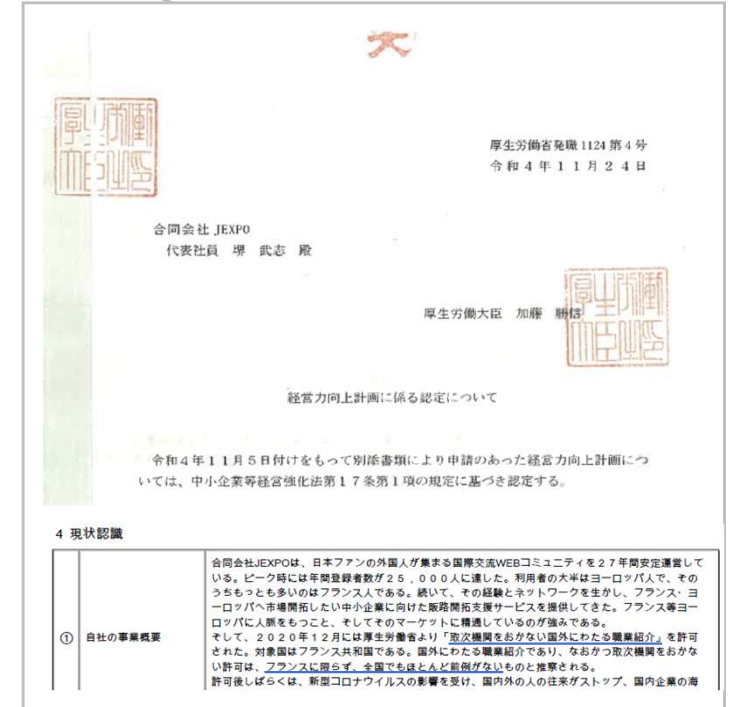 厚生労働省発職1124第4号
令和4年11月24日
合同会社 JEXPO
代表社員 堺 武志 殿
厚生労働大臣 加藤 勝信
経営力向上計画に係る認定について
令和4年11月5日付けをもって別添書類により申請のあった経営力向上計画につ
いては、中小企業等経営強化法第17条第1項の規定に基づき認定する。
4 現状認識
① 自社の事業概要
合同会社JEXPOは、日本ファンの外国人が集まる国際交流WEBコミュニティを27年間安定運営して
いる。ピーク時には年間登録者数が25,000人に達した。利用者の大半はヨーロッパ人で、その
うちもっとも多いのはフランス人である。続いて、その経験とネットワークを生かし、フランス・ヨ
ーロッパへ市場開拓したい中小企業に向けた販路開拓支援サービスを提供してきた。フランス等ヨー
ロッパに人脈をもつこと、そしてそのマーケットに精通しているのが強みである。
そして、2020年12月には厚生労働省より「取次機関をおかない国外にわたる職業紹介」を許可
された。対象国はフランス共和国である。国外にわたる職業紹介であり、なおかつ取次機関をおかな
い許可は、フランスに限らず、全国でもほとんど前例がないものと推察される。
許可後しばらくは、新型コロナウイルスの影響を受け、国内外の人の往来がストップ、国内企業の海